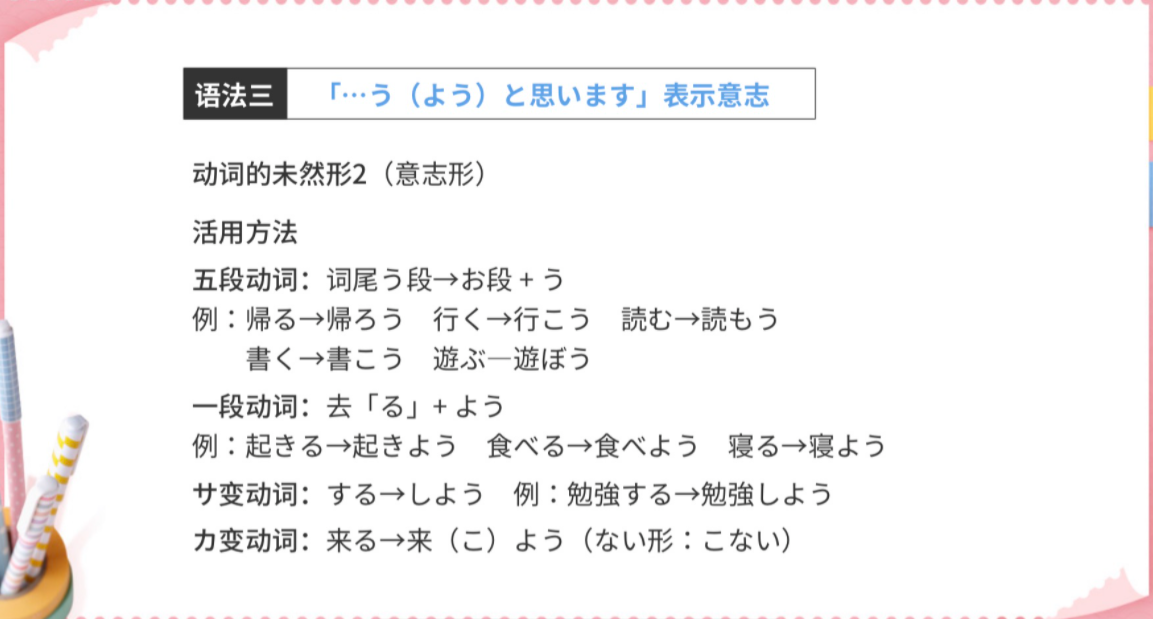 语法三 「…う（よう）と思います」表示意志
动词的未然形2（意志形）
活用方法
五段动词：词尾う段→お段 + う
例：帰る→帰ろう　行く→行こう　読む→読もう
書く→書こう　遊ぶ—遊ぼう
一段动词：去「る」+ よう
例：起きる→起きよう　食べる→食べよう　寝る→寝よう
サ变动词：する→しよう　例：勉強する→勉強しよう
カ变动词：来る→来（こ）よう（ない形：こない）